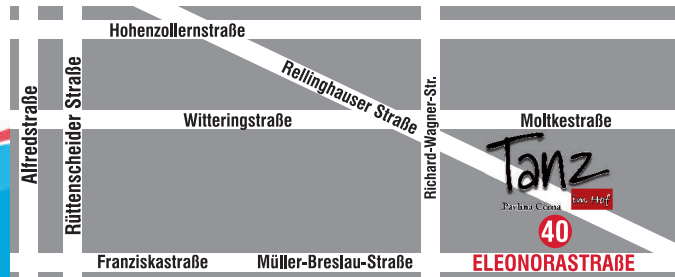 Hohenzollernstraße
Rellinghauser Straße
Alfredstraße
Rüttenscheider Straße
Witteringstraße
Richard-Wagner-Str.
Moltkestraße
Tanz
im Hof
Pavlina Cerna
40
Franziskastraße
Müller-Breslau-Straße
ELEONORASTRAßE